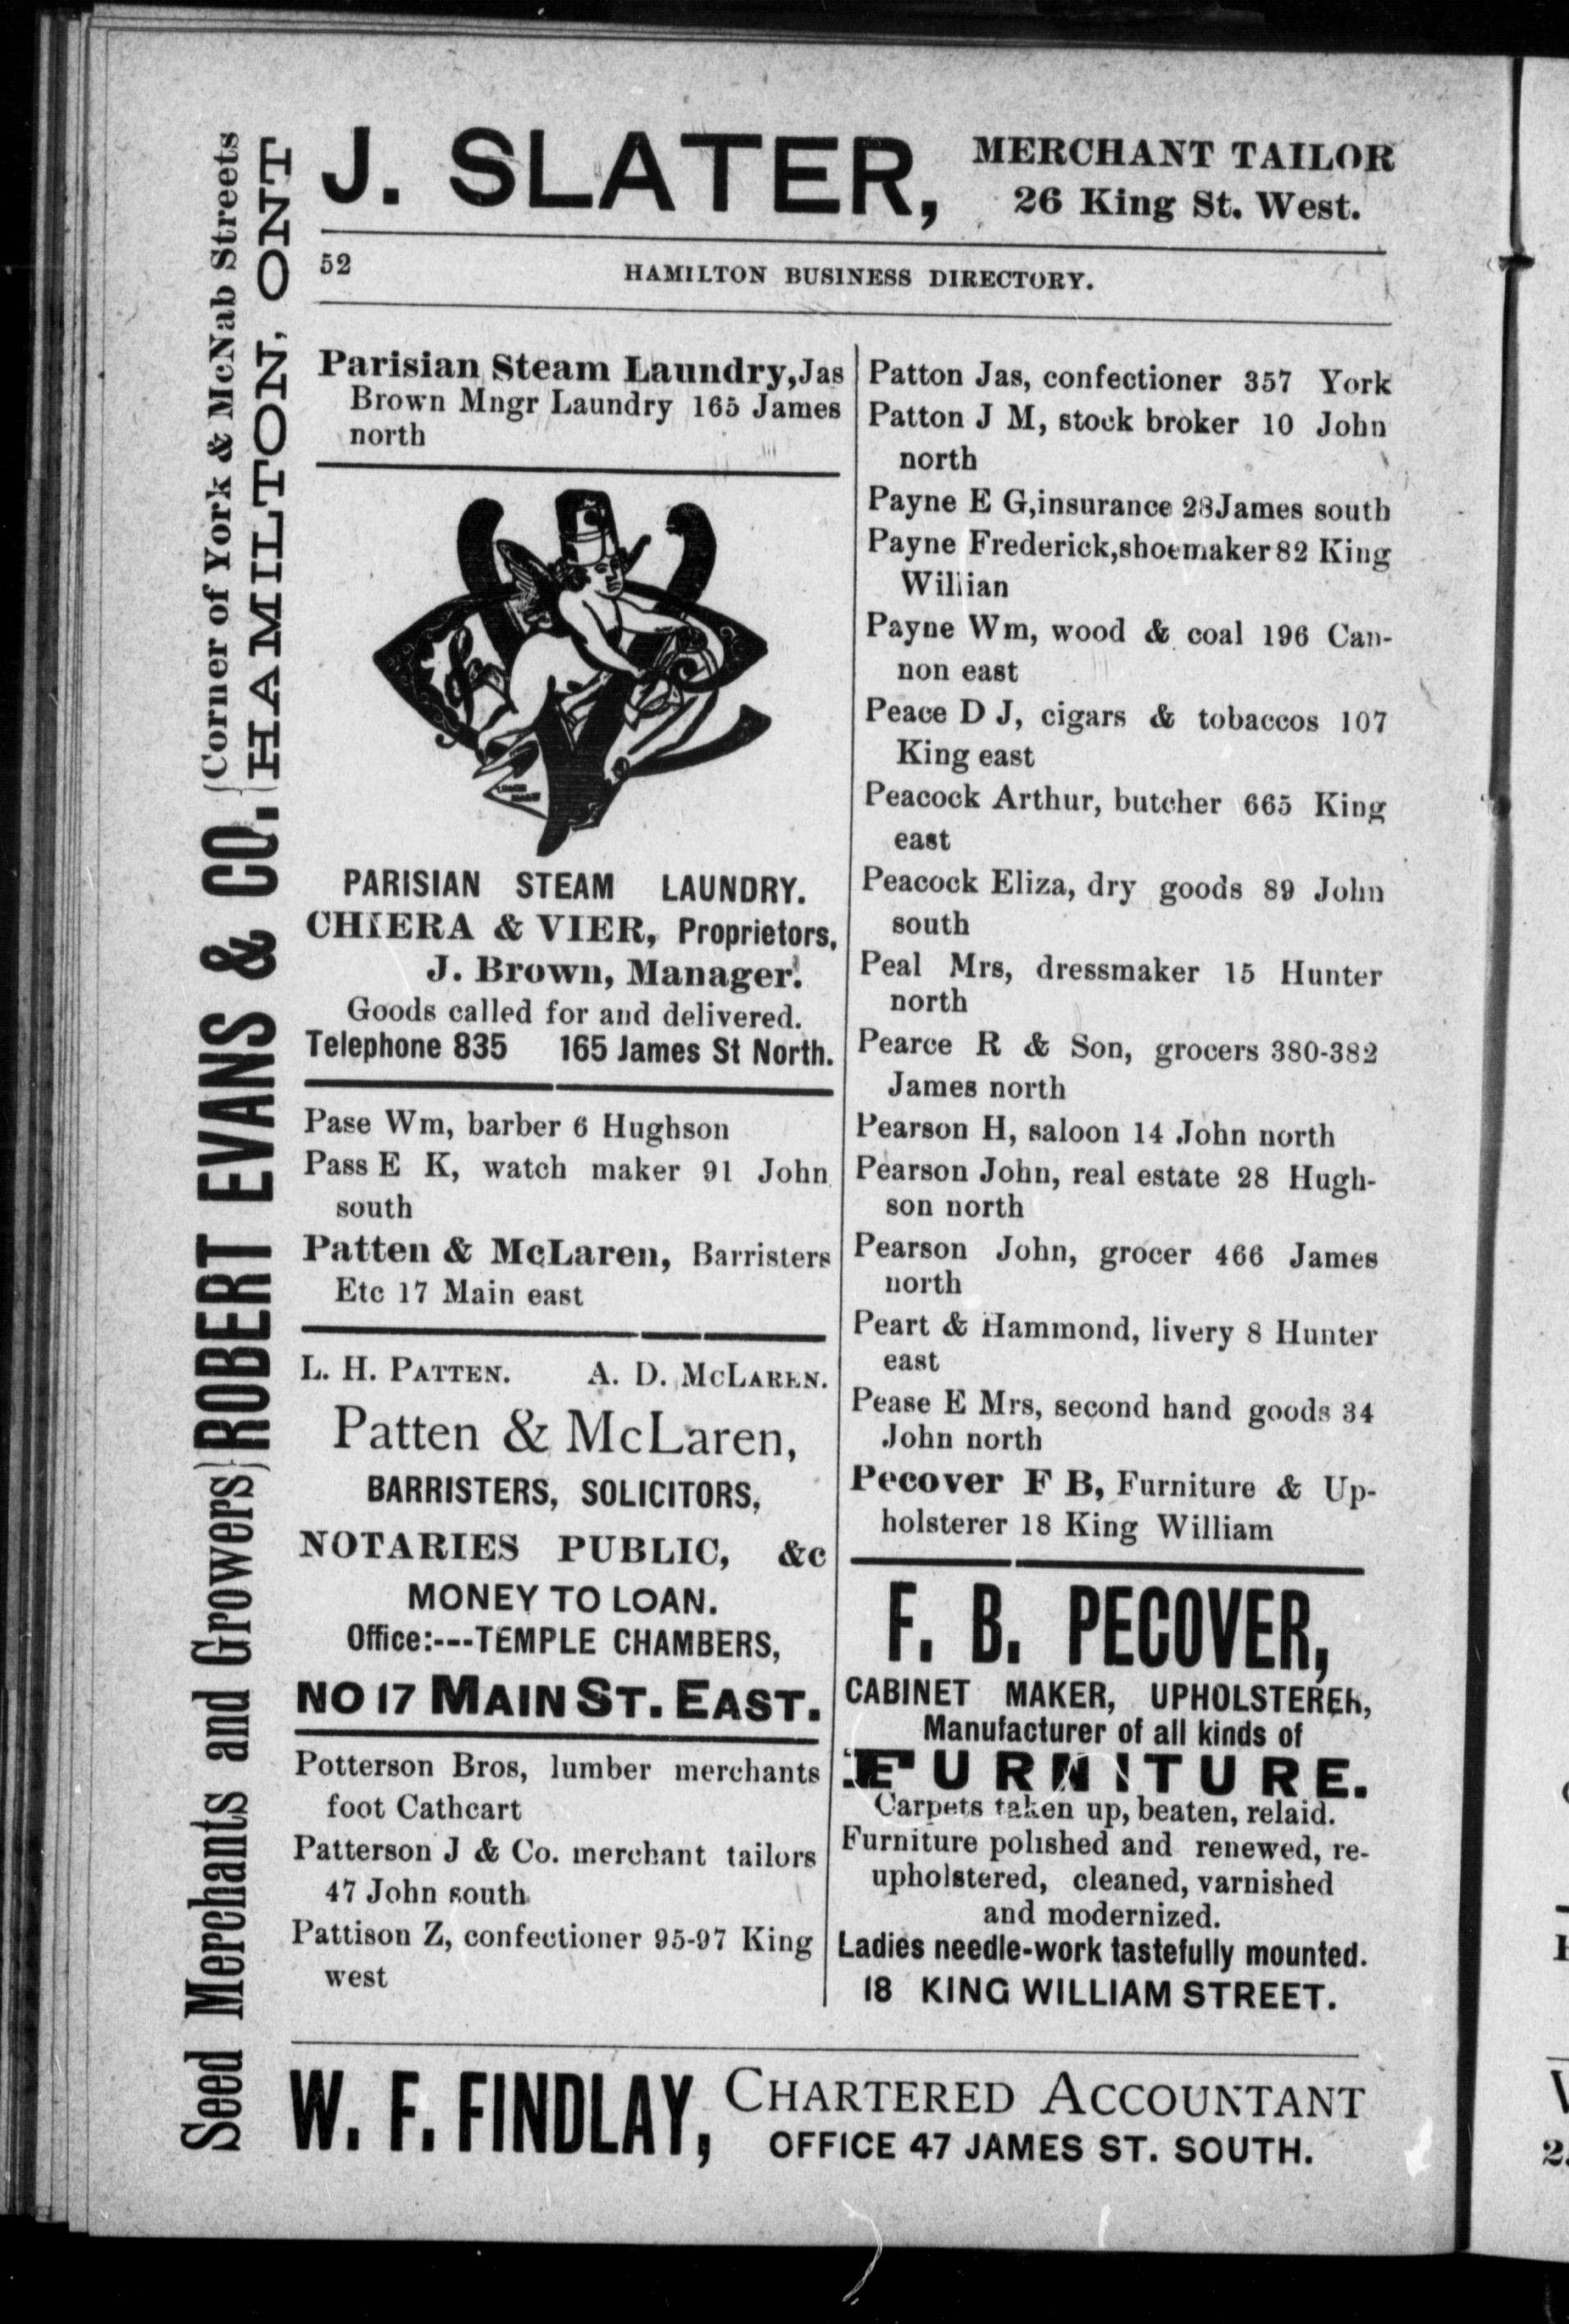 J. SLATER, MERCHANT TAILOR
26 King St. West.
52 HAMILTON BUSINESS DIRECTORY.
Seed Merchants and Growers} ROBERT EVANS & CO. {Corner of York & McNab Streets
HAMILTON, ONT
Parisian Steam Laundry, Jas
Brown Mngr Laundry 165 James
north
PARISIAN STEAM LAUNDRY.
CHIERA & VIER, Proprietors,
J. Brown, Manager.
Goods called for and delivered.
Telephone 835 165 James St North.
Pase Wm, barber 6 Hughson
Pass E K, watch maker 91 John
south
Patten & McLaren, Barristers
Etc 17 Main east
L. H. PATTEN. A. D. MCLAREN.
Patten & McLaren,
BARRISTERS, SOLICITORS,
NOTARIES PUBLIC, &c
MONEY TO LOAN.
Office:---TEMPLE CHAMBERS,
NO 17 MAIN ST. EAST.
Potterson Bros, lumber merchants
foot Cathcart
Patterson J & Co. merchant tailors
47 John south
Pattison Z, confectioner 95-97 King
west
Patton Jas, confectioner 357 York
Patton J M, stock broker 10 John
north
Payne E G, insurance 28 James south
Payne Frederick, shoemaker 82 King
Willian
Payne Wm, wood & coal 196 Can-
non east
Peace D J, cigars & tobaccos 107
King east
Peacock Arthur, butcher 665 King
east
Peacock Eliza, dry goods 89 John
south
Peal Mrs, dressmaker 15 Hunter
north
Pearce R & Son, grocers 380-382
James north
Pearson H, saloon 14 John north
Pearson John, real estate 28 Hugh-
son north
Pearson John, grocer 466 James
north
Peart & Hammond, livery 8 Hunter
east
Pease E Mrs, second hand goods 34
John north
Pecover F B, Furniture & Up-
holsterer 18 King William
F. B. PECOVER,
CABINET MAKER, UPHOLSTERER,
Manufacturer of all kinds of
FURNITURE.
Carpets taken up, beaten, relaid.
Furniture polished and renewed, re-
upholstered, cleaned, varnished
and modernized.
Ladies needle-work tastefully mounted.
18 KING WILLIAM STREET.
W. F. FINDLAY, CHARTERED ACCOUNTANT
OFFICE 47 JAMES ST. SOUTH.